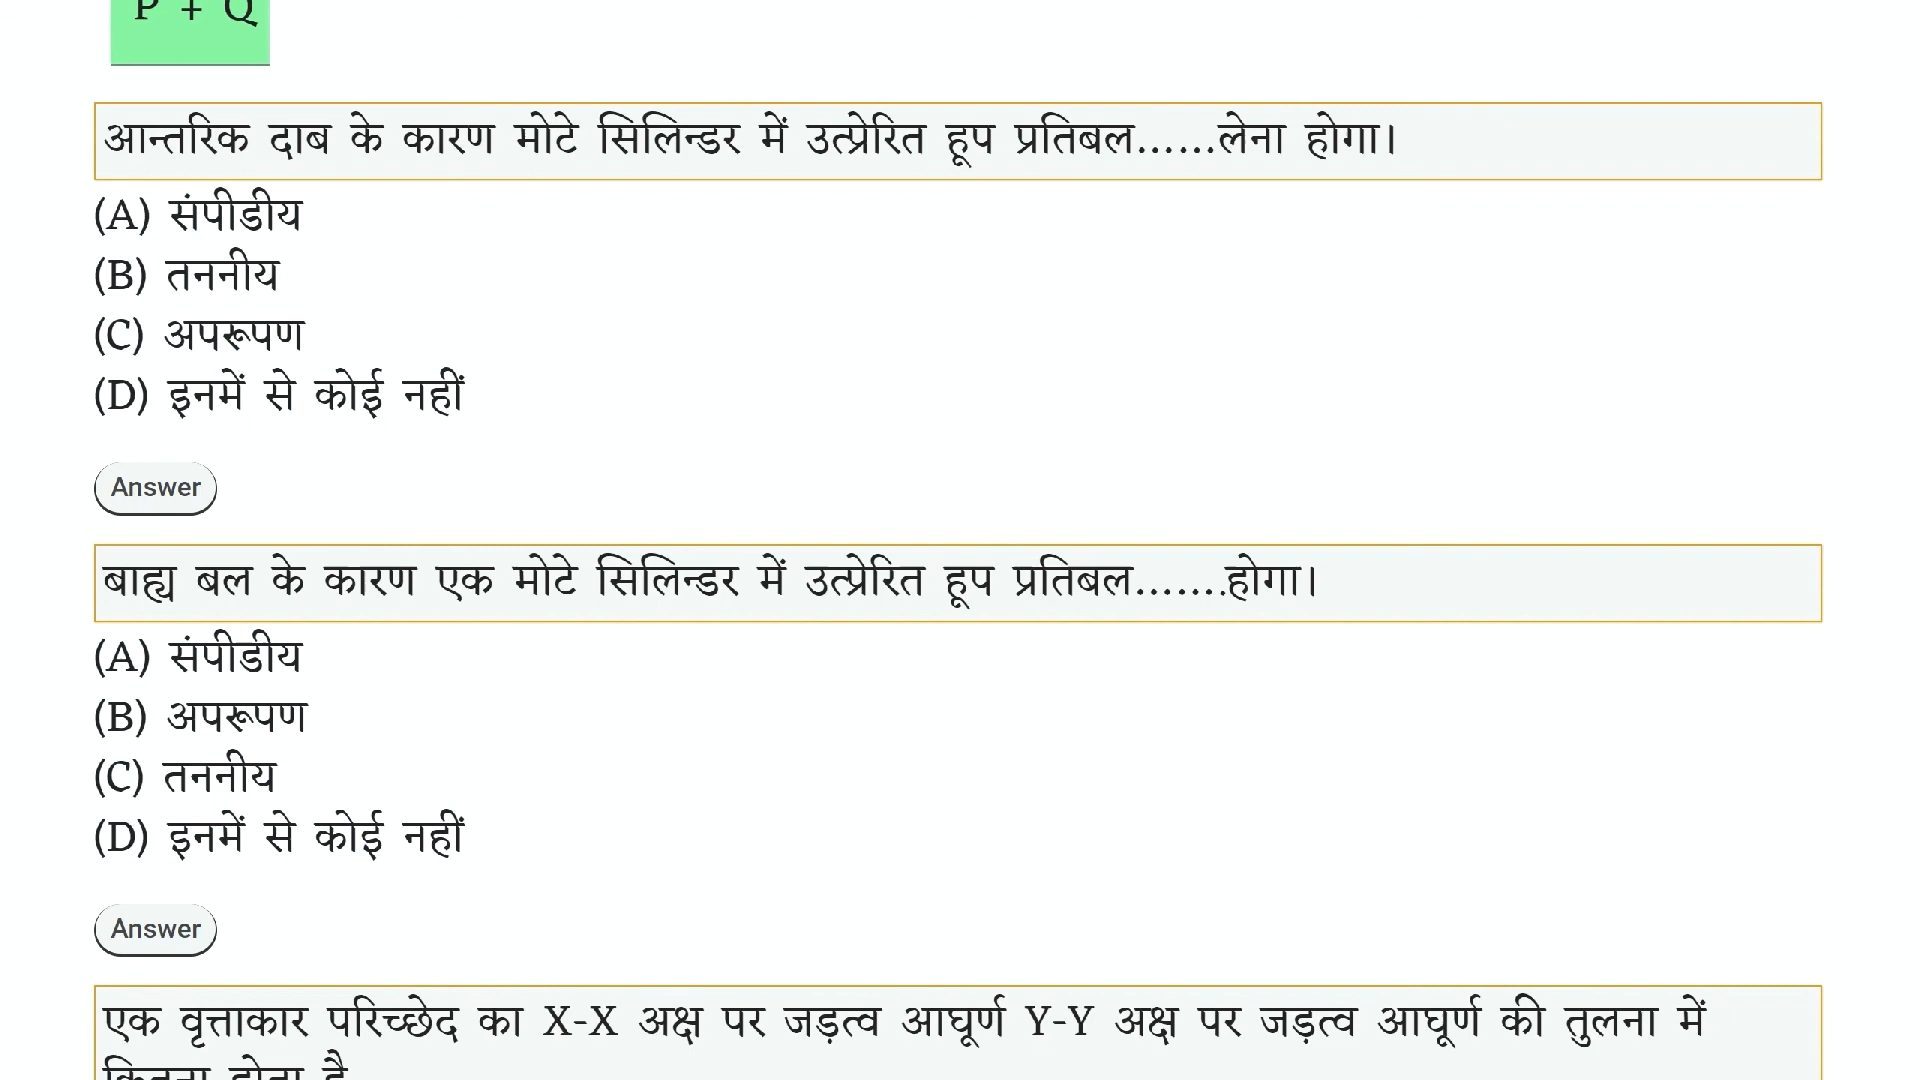 P + Q
आन्तरिक दाब के कारण मोटे सिलिन्डर में उत्प्रेरित हूप प्रतिबल......लेना होगा।
(A) संपीडीय
(B) तननीय
(C) अपरूपण
(D) इनमें से कोई नहीं
Answer
बाह्य बल के कारण एक मोटे सिलिन्डर में उत्प्रेरित हूप प्रतिबल.......होगा।
(A) संपीडीय
(B) अपरूपण
(C) तननीय
(D) इनमें से कोई नहीं
Answer
एक वृत्ताकार परिच्छेद का X-X अक्ष पर जड़त्व आघूर्ण Y-Y अक्ष पर जड़त्व आघूर्ण की तुलना में
कितना होता है